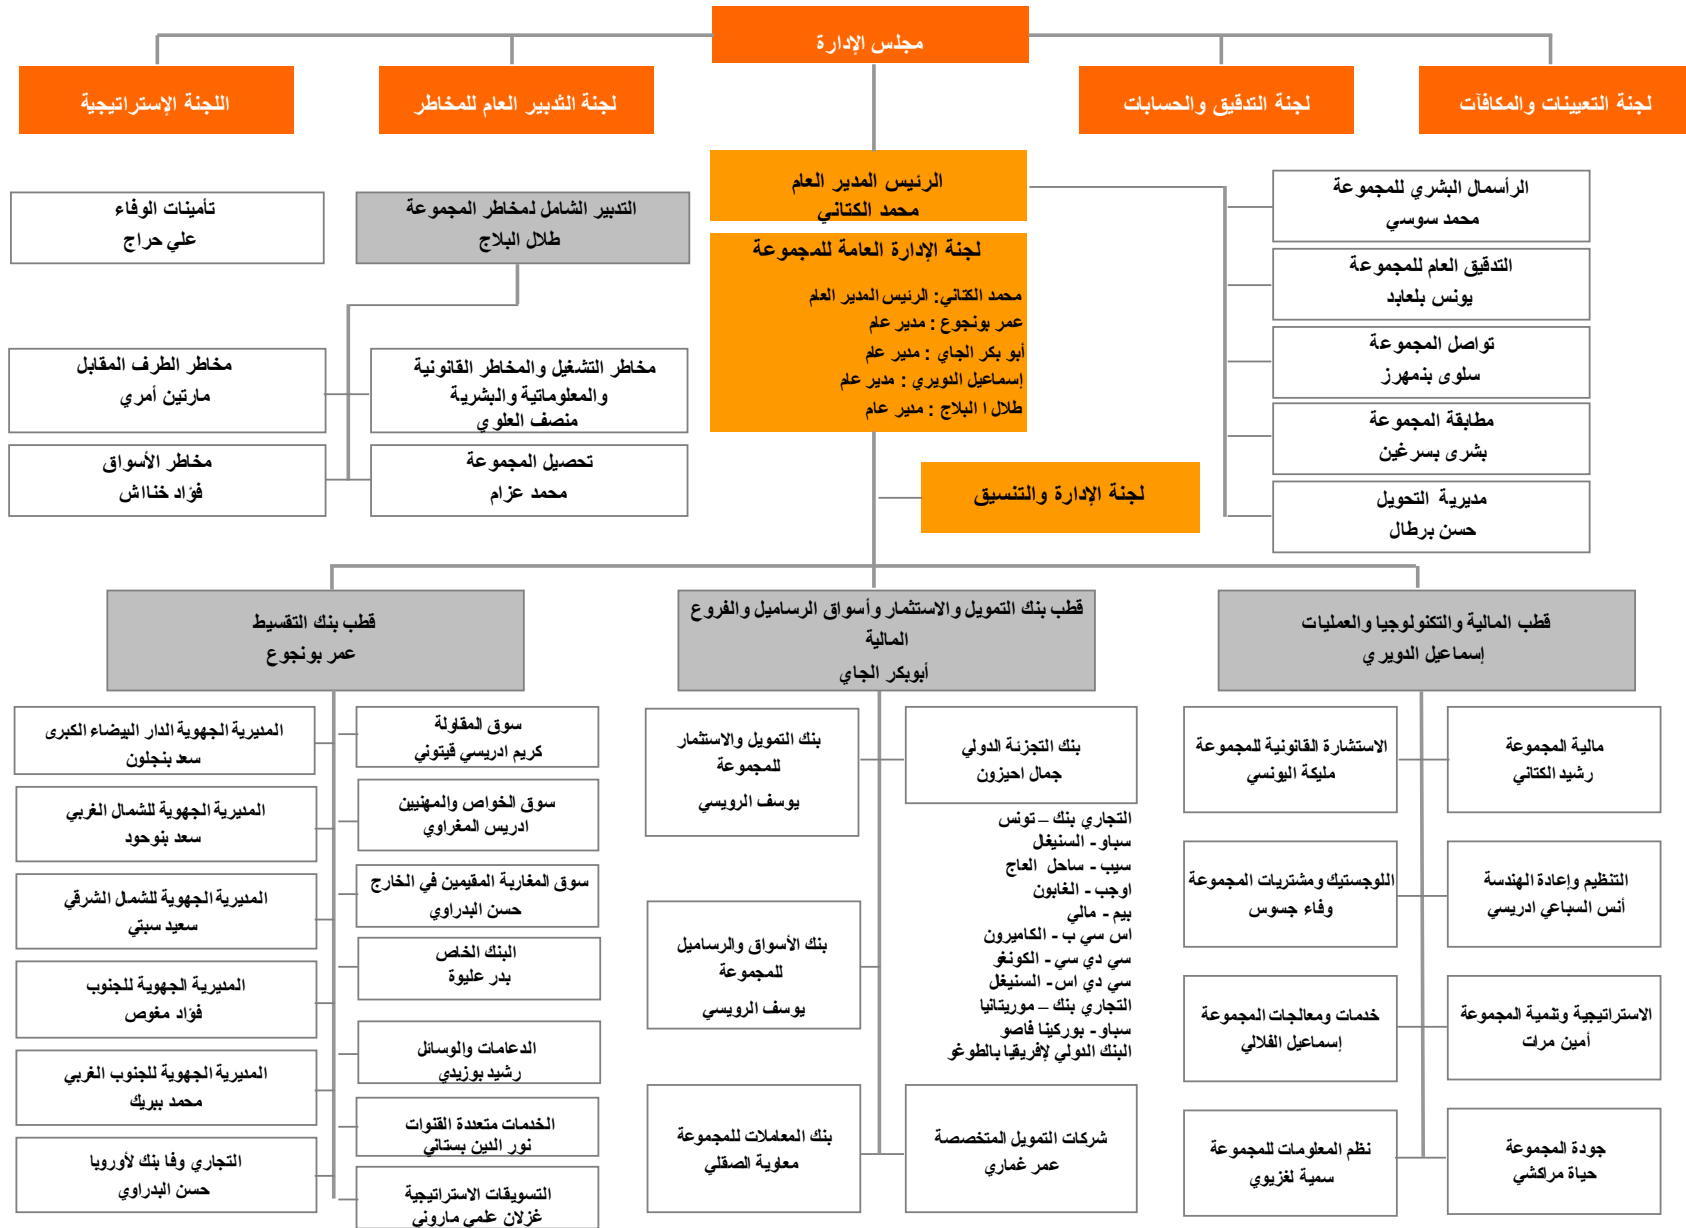 مجلس الإدارة
لجنة التعيينات والمكافآت
لجنة التدقيق والحسابات
لجنة التدبير العام للمخاطر
اللجنة الإستراتيجية
الرئيس المدير العام
محمد الكتاني
لجنة الإدارة العامة للمجموعة
محمد الكتاني: الرئيس المدير العام
عمر بونجوع : مدير عام
أبو بكر الجاي : مدير عام
إسماعيل الدويري : مدير عام
طلال ا البلاج : مدير عام
لجنة الإدارة والتنسيق
الرأسمال البشري للمجموعة
محمد سوسي
التدقيق العام للمجموعة
يونس بلعابد
تواصل المجموعة
سلوى بنمهرز
مطابقة المجموعة
بشرى بسرغين
مديرية التحويل
حسن برطال
التدبير الشامل لمخاطر المجموعة
طلال البلاج
تأمينات الوفاء
علي حراج
مخاطر التشغيل والمخاطر القانونية
والمعلوماتية والبشرية
منصف العلوي
مخاطر الطرف المقابل
مارتين أمري
تحصيل المجموعة
محمد عزام
مخاطر الأسواق
فؤاد خنااش
قطب المالية والتكنولوجيا والعمليات
إسماعيل الدويري
مالية المجموعة
رشيد الكتاني
الاستشارة القانونية للمجموعة
مليكة اليونسي
التنظيم وإعادة الهندسة
أنس السباعي ادريسي
اللوجستيك ومشتريات المجموعة
وفاء جسوس
الاستراتيجية وتنمية المجموعة
أمين مرات
خدمات ومعالجات المجموعة
إسماعيل الفلالي
جودة المجموعة
حياة مراكشي
نظم المعلومات للمجموعة
سمية لغزيوي
قطب بنك التمويل والاستثمار وأسواق الرساميل والفروع
المالية
أبوبكر الجاي
بنك التجزئة الدولي
جمال احيزون
التجاري بنك – تونس
سباو - السنيغل
سيب - ساحل العاج
اوجب - الغابون
بيم - مالي
اس سي ب - الكاميرون
سي دي سي - الكونغو
سي دي اس- السنيغل
التجاري بنك – موريتانيا
سباو - بوركينا فاصو
البنك الدولي لإفريقيا بالطوغو
شركات التمويل المتخصصة
عمر غماري
بنك التمويل والاستثمار
للمجموعة
يوسف الرويسي
بنك الأسواق والرساميل
للمجموعة
يوسف الرويسي
بنك المعاملات للمجموعة
معاوية الصقلي
قطب بنك التقسيط
عمر بونجوع
سوق المقاولة
كريم ادريسي قيتوني
سوق الخواص والمهنيين
ادريس المغراوي
سوق المغاربة المقيمين في الخارج
حسن البدراوي
البنك الخاص
بدر عليوة
الدعامات والوسائل
رشيد بوزيدي
الخدمات متعددة القنوات
نور الدين بستاني
التسويقات الاستراتيجية
غزلان علمي ماروني
المديرية الجهوية الدار البيضاء الكبرى
سعد بنجلون
المديرية الجهوية للشمال الغربي
سعد بنوحود
المديرية الجهوية للشمال الشرقي
سعيد سبتي
المديرية الجهوية للجنوب
فؤاد مغوص
المديرية الجهوية للجنوب الغربي
محمد بيريك
التجاري وفا بنك لأوروبا
حسن البدراوي